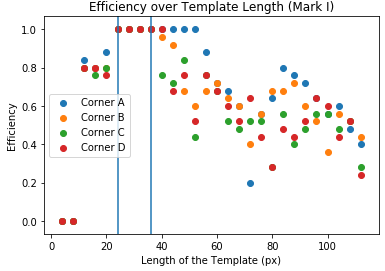 Efficiency over Template Length (Mark I)
1.0
0.8
0.6
0.4
0.2
0.0
Efficiency
Corner A
Corner B
Corner C
Corner D
0 20 40 60 80 100
Length of the Template (px)